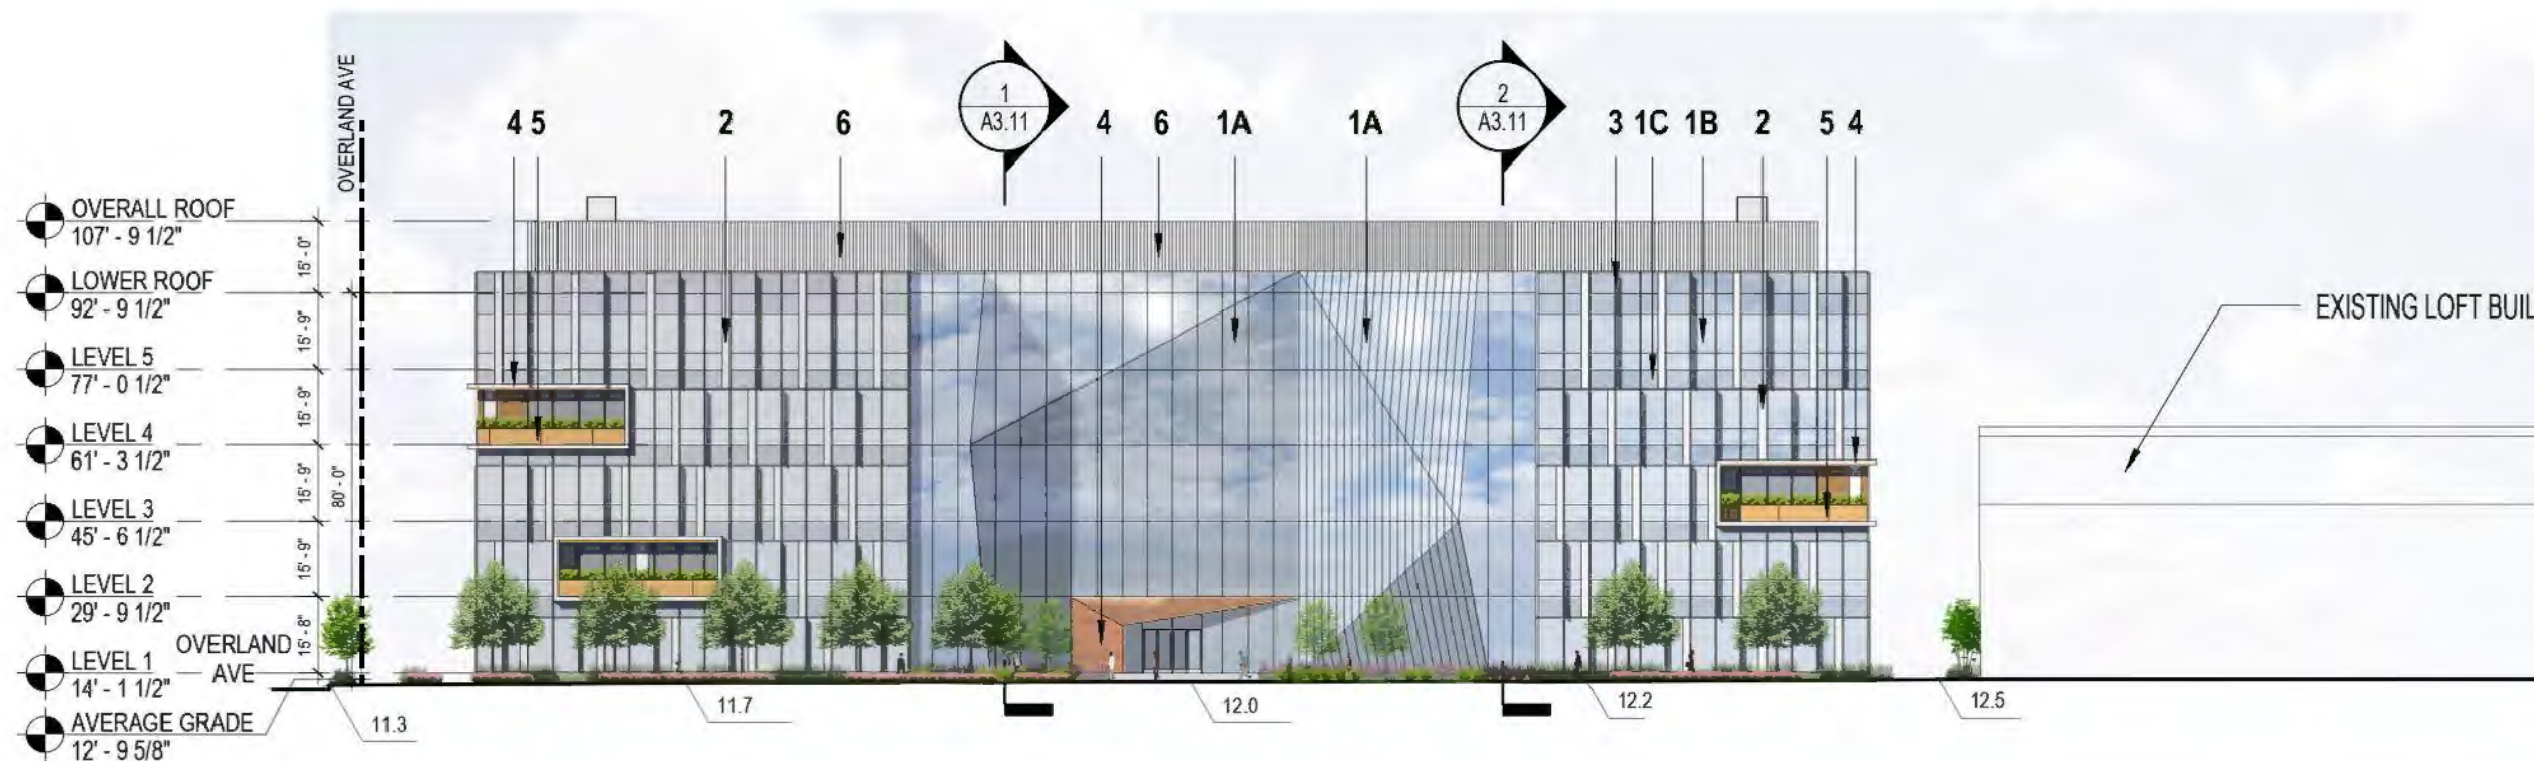 OVERLAND AVE
1
A3.11
2
A3.11
4 5 2 6 4 6 1A 1A 3 1C 1B 2 5 4
OVERALL ROOF
107' - 9 1/2"
15' - 0"
LOWER ROOF
92' - 9 1/2"
15' - 9"
EXISTING LOFT BUIL
LEVEL 5
77' - 0 1/2"
15' - 9"
LEVEL 4
61' - 3 1/2"
15' - 9"
80' - 0"
LEVEL 3
45' - 6 1/2"
15' - 9"
LEVEL 2
29' - 9 1/2"
15' - 8"
OVERLAND
AVE
LEVEL 1
14' - 1 1/2"
AVERAGE GRADE
12' - 9 5/8"
11.3
11.7
12.0
12.2
12.5